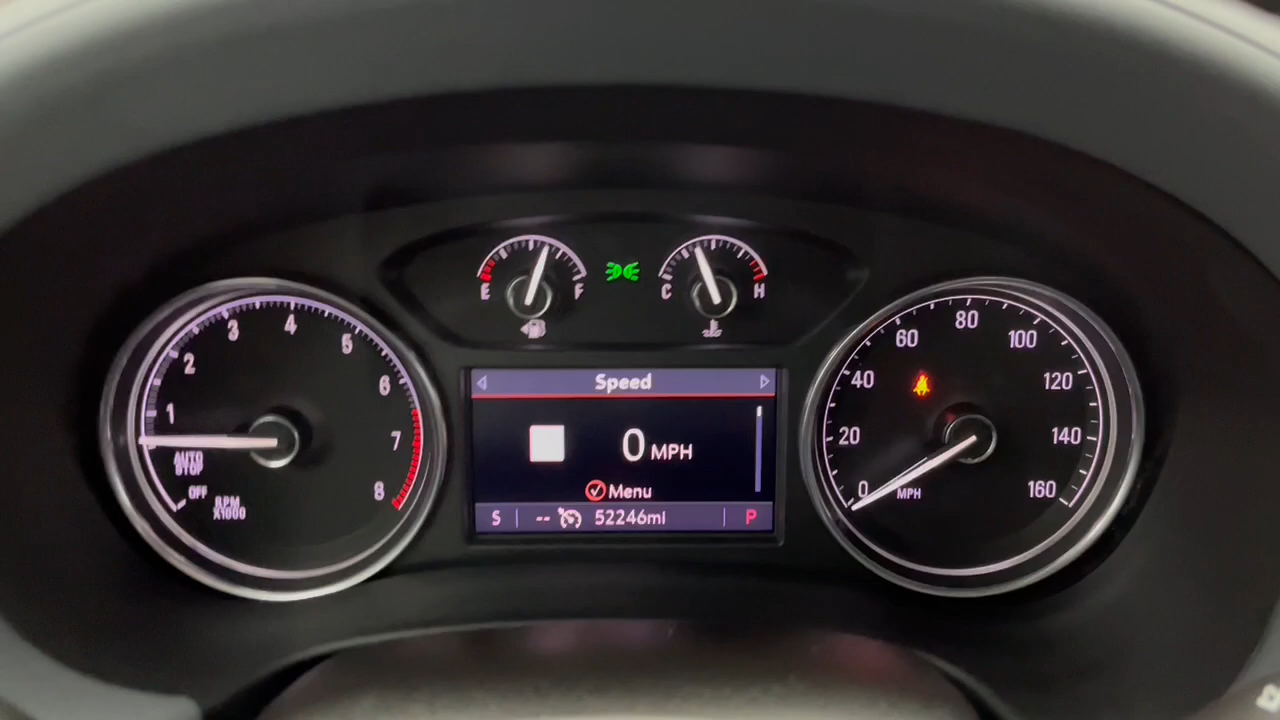 E F
C H
1 2 3 4 5 6 7 8
AUTO
STOP
OFF
RPM
X1000
Speed
0 MPH
Menu
S -- 52246mi P
0 20 40 60 80 100 120 140 160
MPH